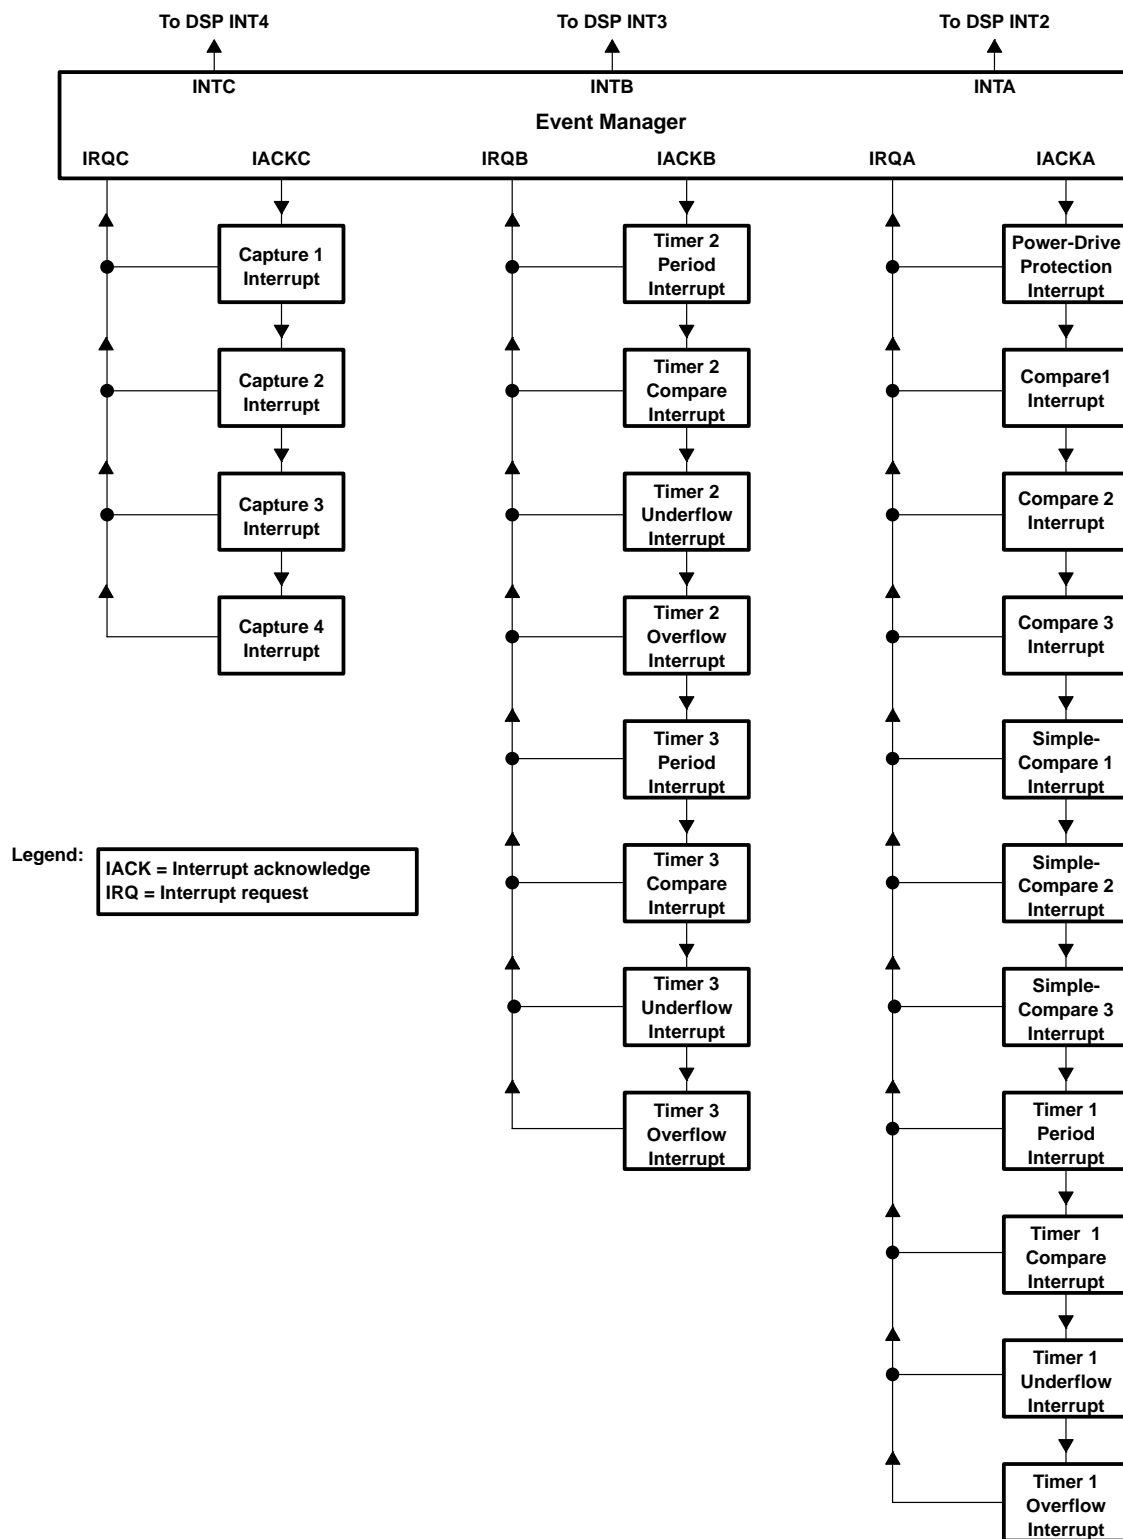 To DSP INT4
To DSP INT3
To DSP INT2
INTC
INTB
INTA
Event Manager
IRQC
IACKC
IRQB
IACKB
IRQA
IACKA
Capture 1
Interrupt
Capture 2
Interrupt
Capture 3
Interrupt
Capture 4
Interrupt
Timer 2
Period
Interrupt
Timer 2
Compare
Interrupt
Timer 2
Underflow
Interrupt
Timer 2
Overflow
Interrupt
Timer 3
Period
Interrupt
Timer 3
Compare
Interrupt
Timer 3
Underflow
Interrupt
Timer 3
Overflow
Interrupt
Power-Drive
Protection
Interrupt
Compare1
Interrupt
Compare 2
Interrupt
Compare 3
Interrupt
Simple-
Compare 1
Interrupt
Simple-
Compare 2
Interrupt
Simple-
Compare 3
Interrupt
Timer 1
Period
Interrupt
Timer 1
Compare
Interrupt
Timer 1
Underflow
Interrupt
Timer 1
Overflow
Interrupt
Legend:
IACK = Interrupt acknowledge
IRQ = Interrupt request